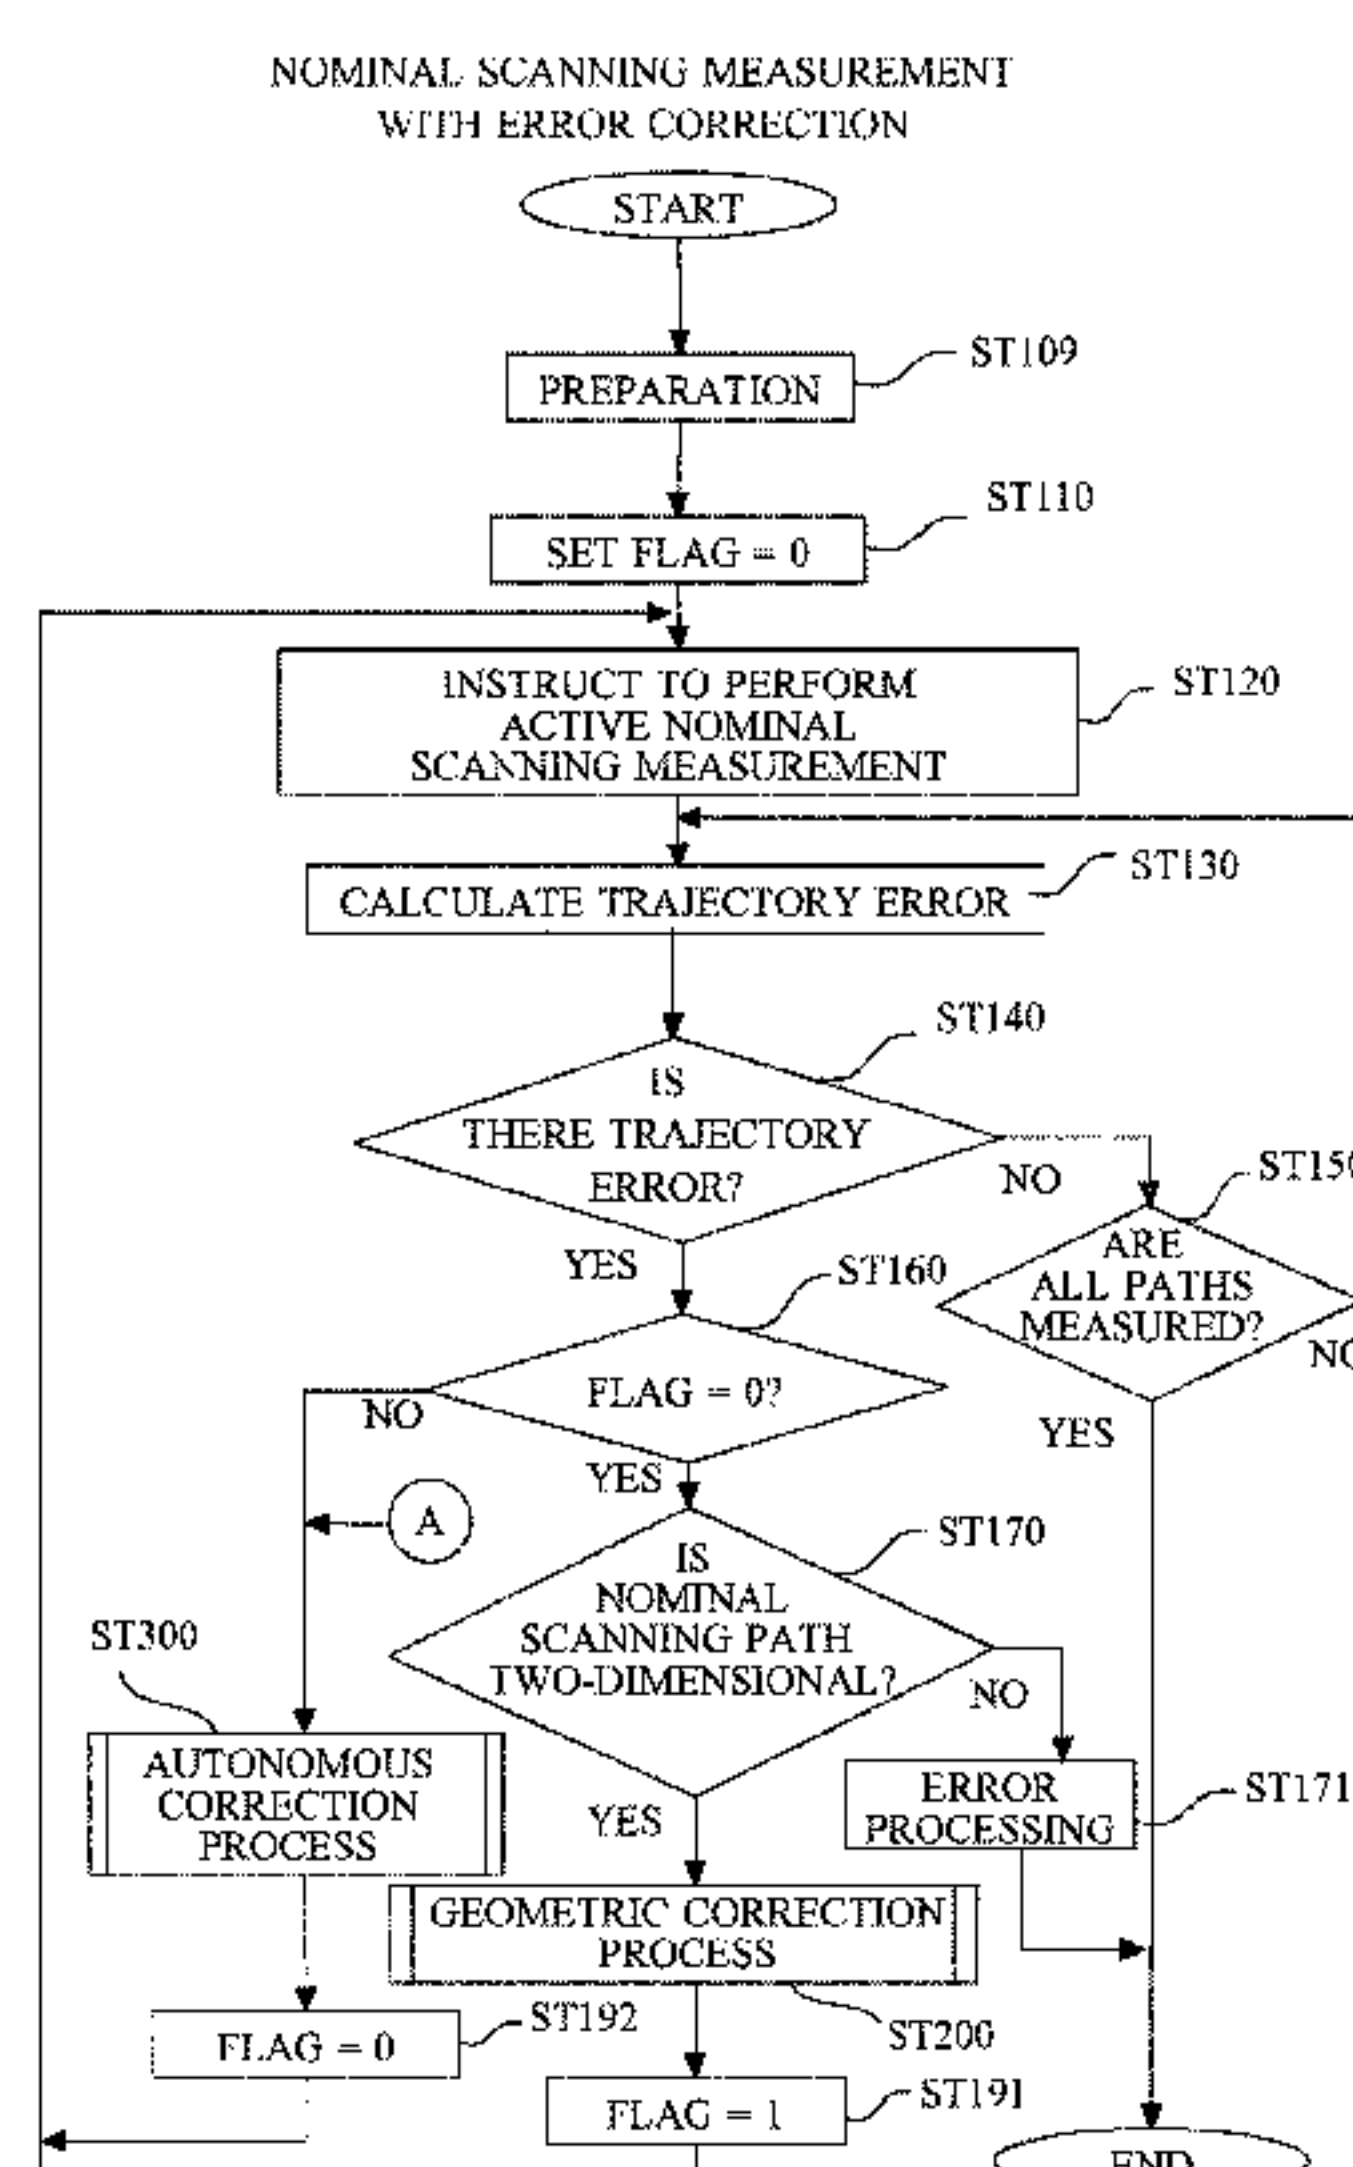 NOMINAL SCANNING MEASUREMENT
WITH ERROR CORRECTION
START
ST109
PREPARATION
ST110
SET FLAG = 0
INSTRUCT TO PERFORM
ACTIVE NOMINAL
SCANNING MEASUREMENT
ST120
ST130
CALCULATE TRAJECTORY ERROR
ST140
IS
THERE TRAJECTORY
ERROR?
NO
ST150
ARE
ALL PATHS
MEASURED?
NO
YES
YES
ST160
FLAG = 0?
NO
YES
A
ST170
IS
NOMINAL
SCANNING PATH
TWO-DIMENSIONAL?
NO
ST300
AUTONOMOUS
CORRECTION
PROCESS
YES
ERROR
PROCESSING
ST171
GEOMETRIC CORRECTION
PROCESS
ST200
ST192
FLAG = 0
ST191
FLAG = 1
END